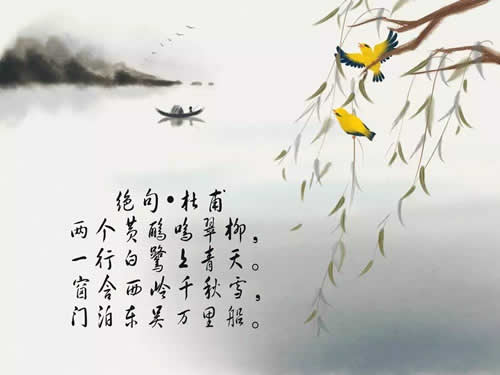 绝句•杜甫
两个黄鹂鸣翠柳，
一行白鹭上青天。
窗含西岭千秋雪，
门泊东吴万里船。